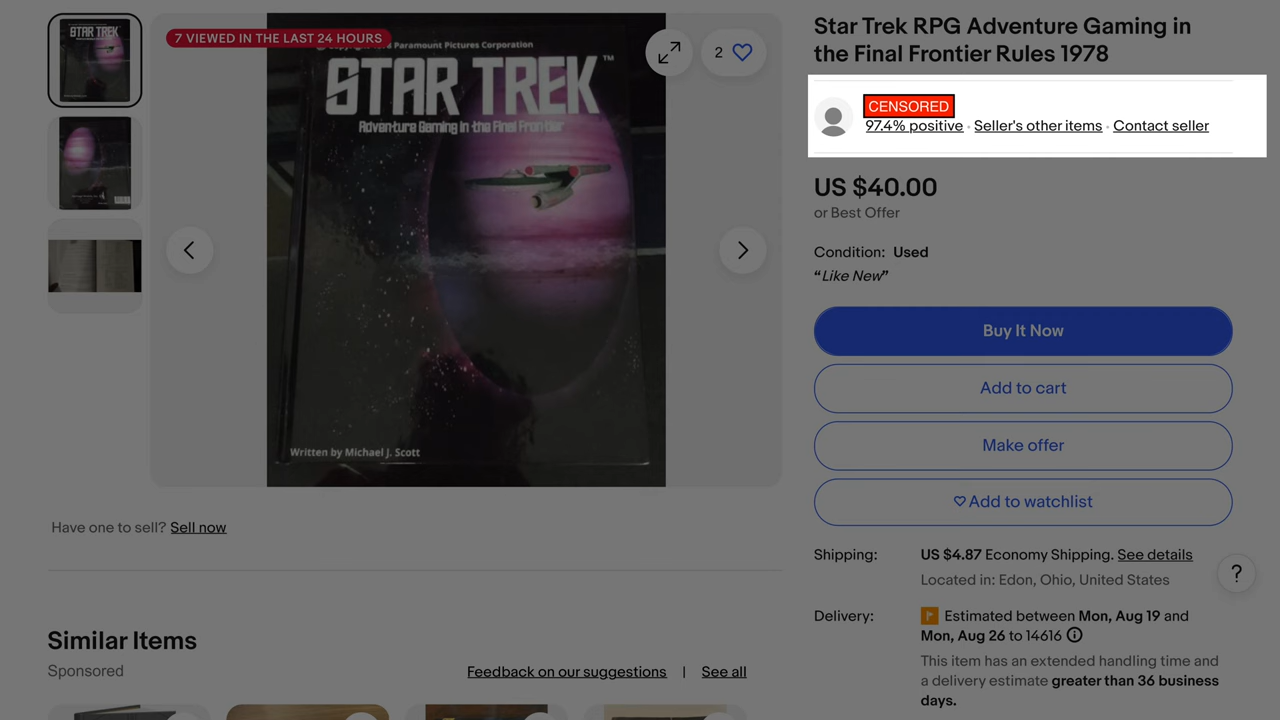 STAR TREK
7 VIEWED IN THE LAST 24 HOURS
Paramount Pictures Corporation
STAR TREK™
Adventure Gaming in the Final Frontier
Written by Michael J. Scott
2
Have one to sell? Sell now
Similar Items
Sponsored
Feedback on our suggestions | See all
Star Trek RPG Adventure Gaming in
the Final Frontier Rules 1978
CENSORED
97.4% positive · Seller's other items · Contact seller
US $40.00
or Best Offer
Condition: Used
“Like New”
Buy It Now
Add to cart
Make offer
Add to watchlist
Shipping: US $4.87 Economy Shipping. See details
Located in: Edon, Ohio, United States
?
Delivery: Estimated between Mon, Aug 19 and
Mon, Aug 26 to 14616
This item has an extended handling time and
a delivery estimate greater than 36 business
days.